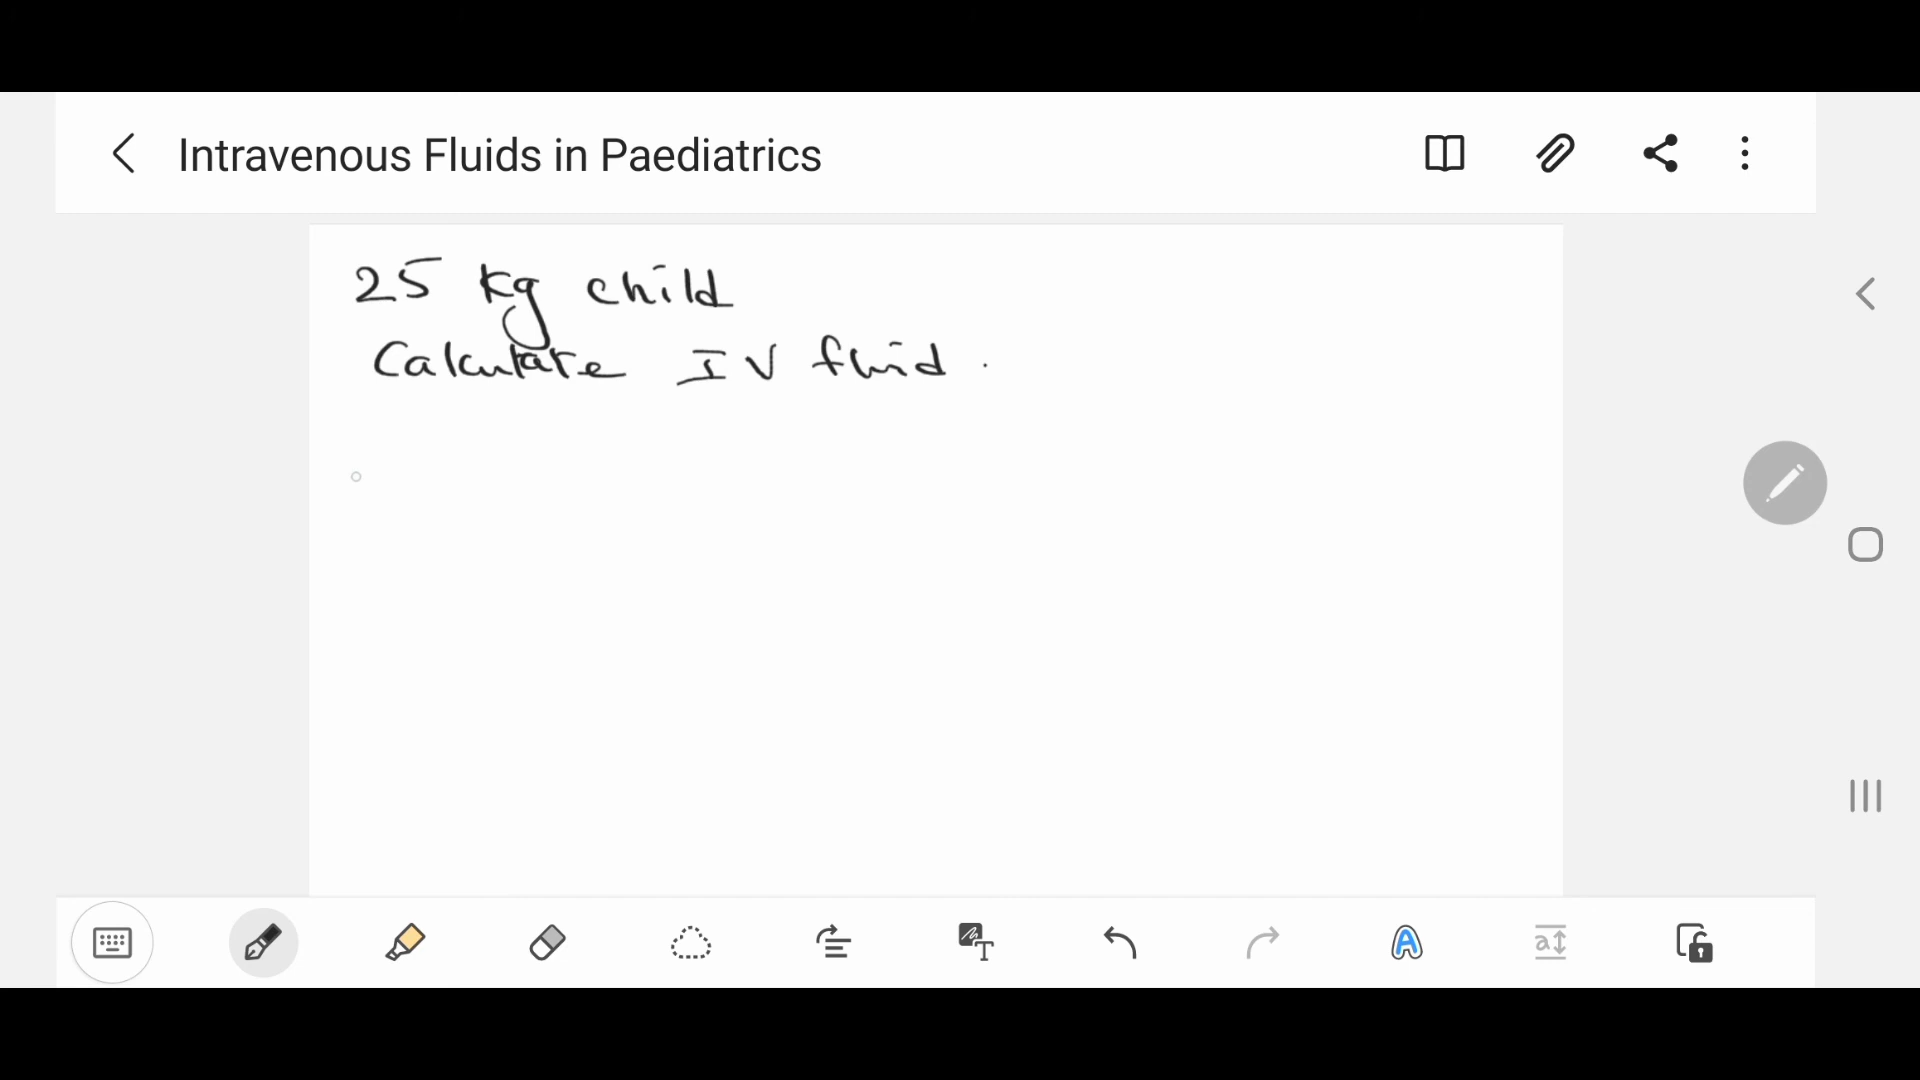 Intravenous Fluids in Paediatrics
25 kg child
Calculate IV fluid .